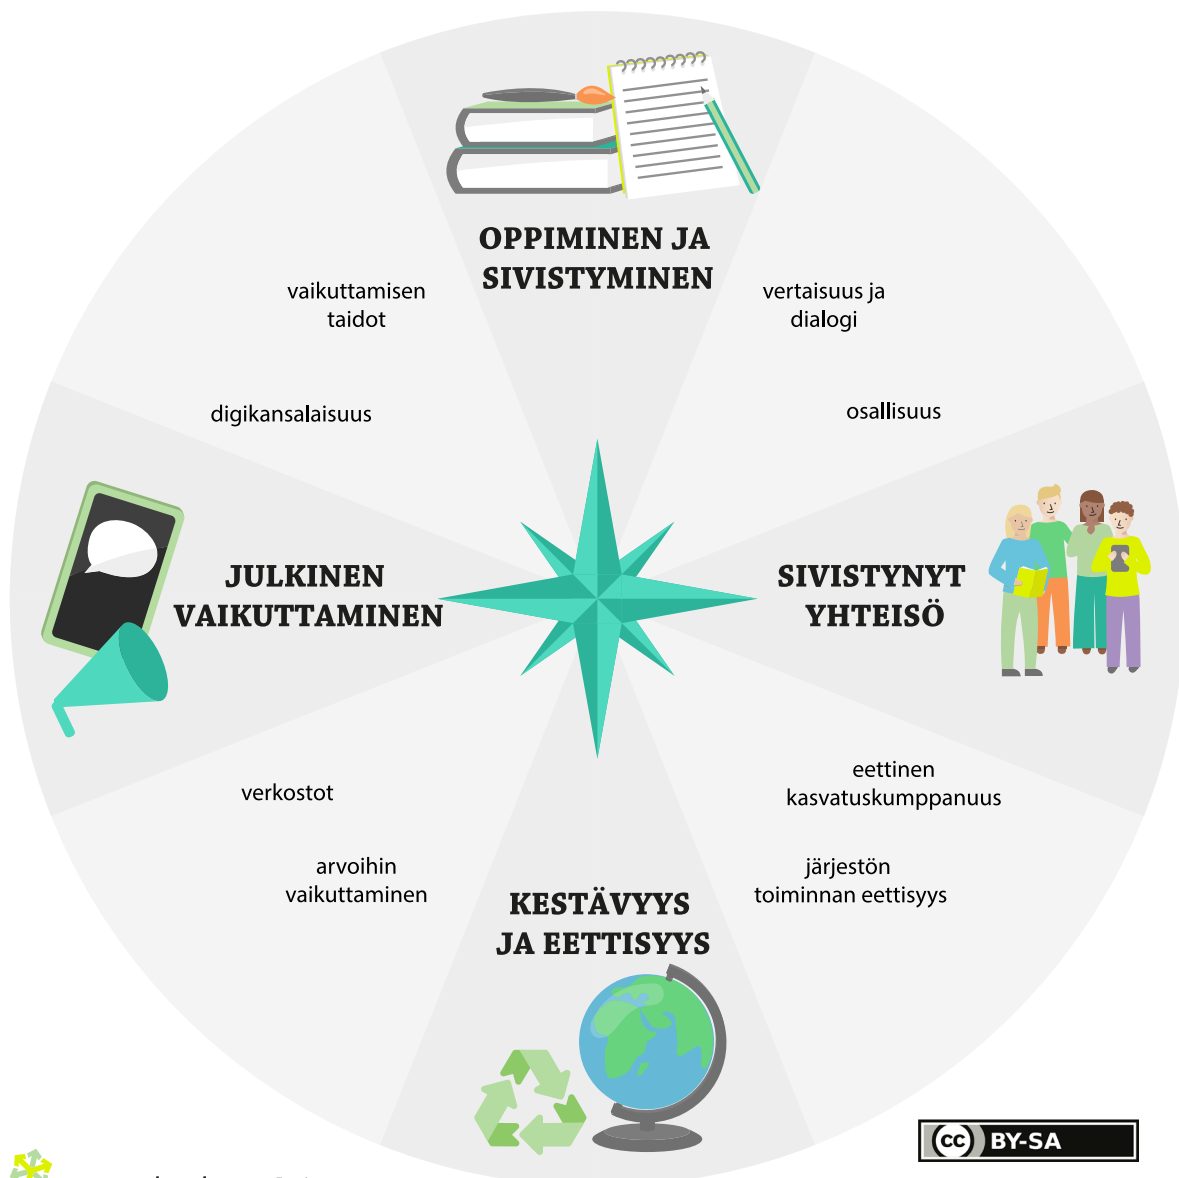 OPPIMINEN JA
SIVISTYMINEN
vaikuttamisen
taidot
vertaisuus ja
dialogi
digikansalaisuus
osallisuus
JULKINEN
VAIKUTTAMINEN
SIVISTYNYT
YHTEISÖ
verkostot
eettinen
kasvatuskumppanuus
arvoihin
vaikuttaminen
järjestön
toiminnan eettisyys
KESTÄVYYS
JA EETTISYYS
cc BY-SA